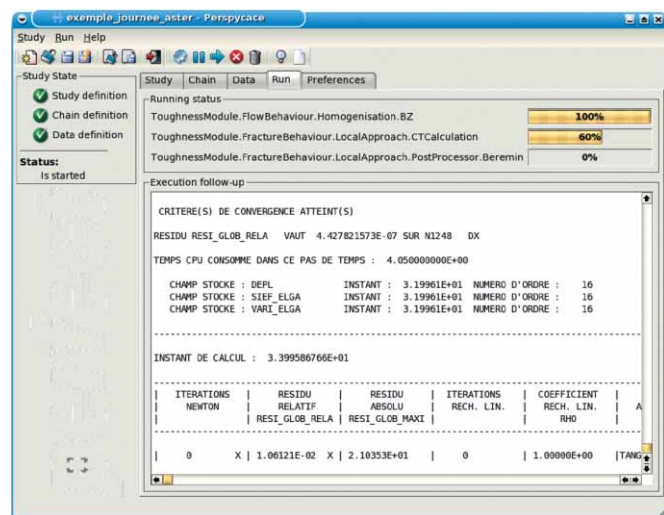 exemple_journee_aster - Perspycace
Study Run Help
Study State
Study definition
Chain definition
Data definition
Status:
Is started
Study Chain Data Run Preferences
Running status
ToughnessModule.FlowBehaviour.Homogenisation.BZ 100%
ToughnessModule.FractureBehaviour.LocalApproach.CTCalculation 60%
ToughnessModule.FractureBehaviour.LocalApproach.PostProcessor.Beremin 0%
Execution follow-up
CRITERE(S) DE CONVERGENCE ATTEINT(S)
RESIDU RESI_GLOB_RELA VAUT 4.427821573E-07 SUR N1248 DX
TEMPS CPU CONSOMME DANS CE PAS DE TEMPS : 4.050000000E+00
CHAMP STOCKE : DEPL INSTANT : 3.19961E+01 NUMERO D'ORDRE : 16
CHAMP STOCKE : SIEF_ELGA INSTANT : 3.19961E+01 NUMERO D'ORDRE : 16
CHAMP STOCKE : VARI_ELGA INSTANT : 3.19961E+01 NUMERO D'ORDRE : 16
INSTANT DE CALCUL : 3.399586766E+01
| ITERATIONS | RESIDU | RESIDU | ITERATIONS | COEFFICIENT |
| NEWTON | RELATIF | ABSOLU | RECH. LIN. | RECH. LIN. | A
| | RESI_GLOB_RELA | RESI_GLOB_MAXI | | RHO |
| 0 X | 1.06121E-02 X | 2.10353E+01 | 0 | 1.00000E+00 |TANG